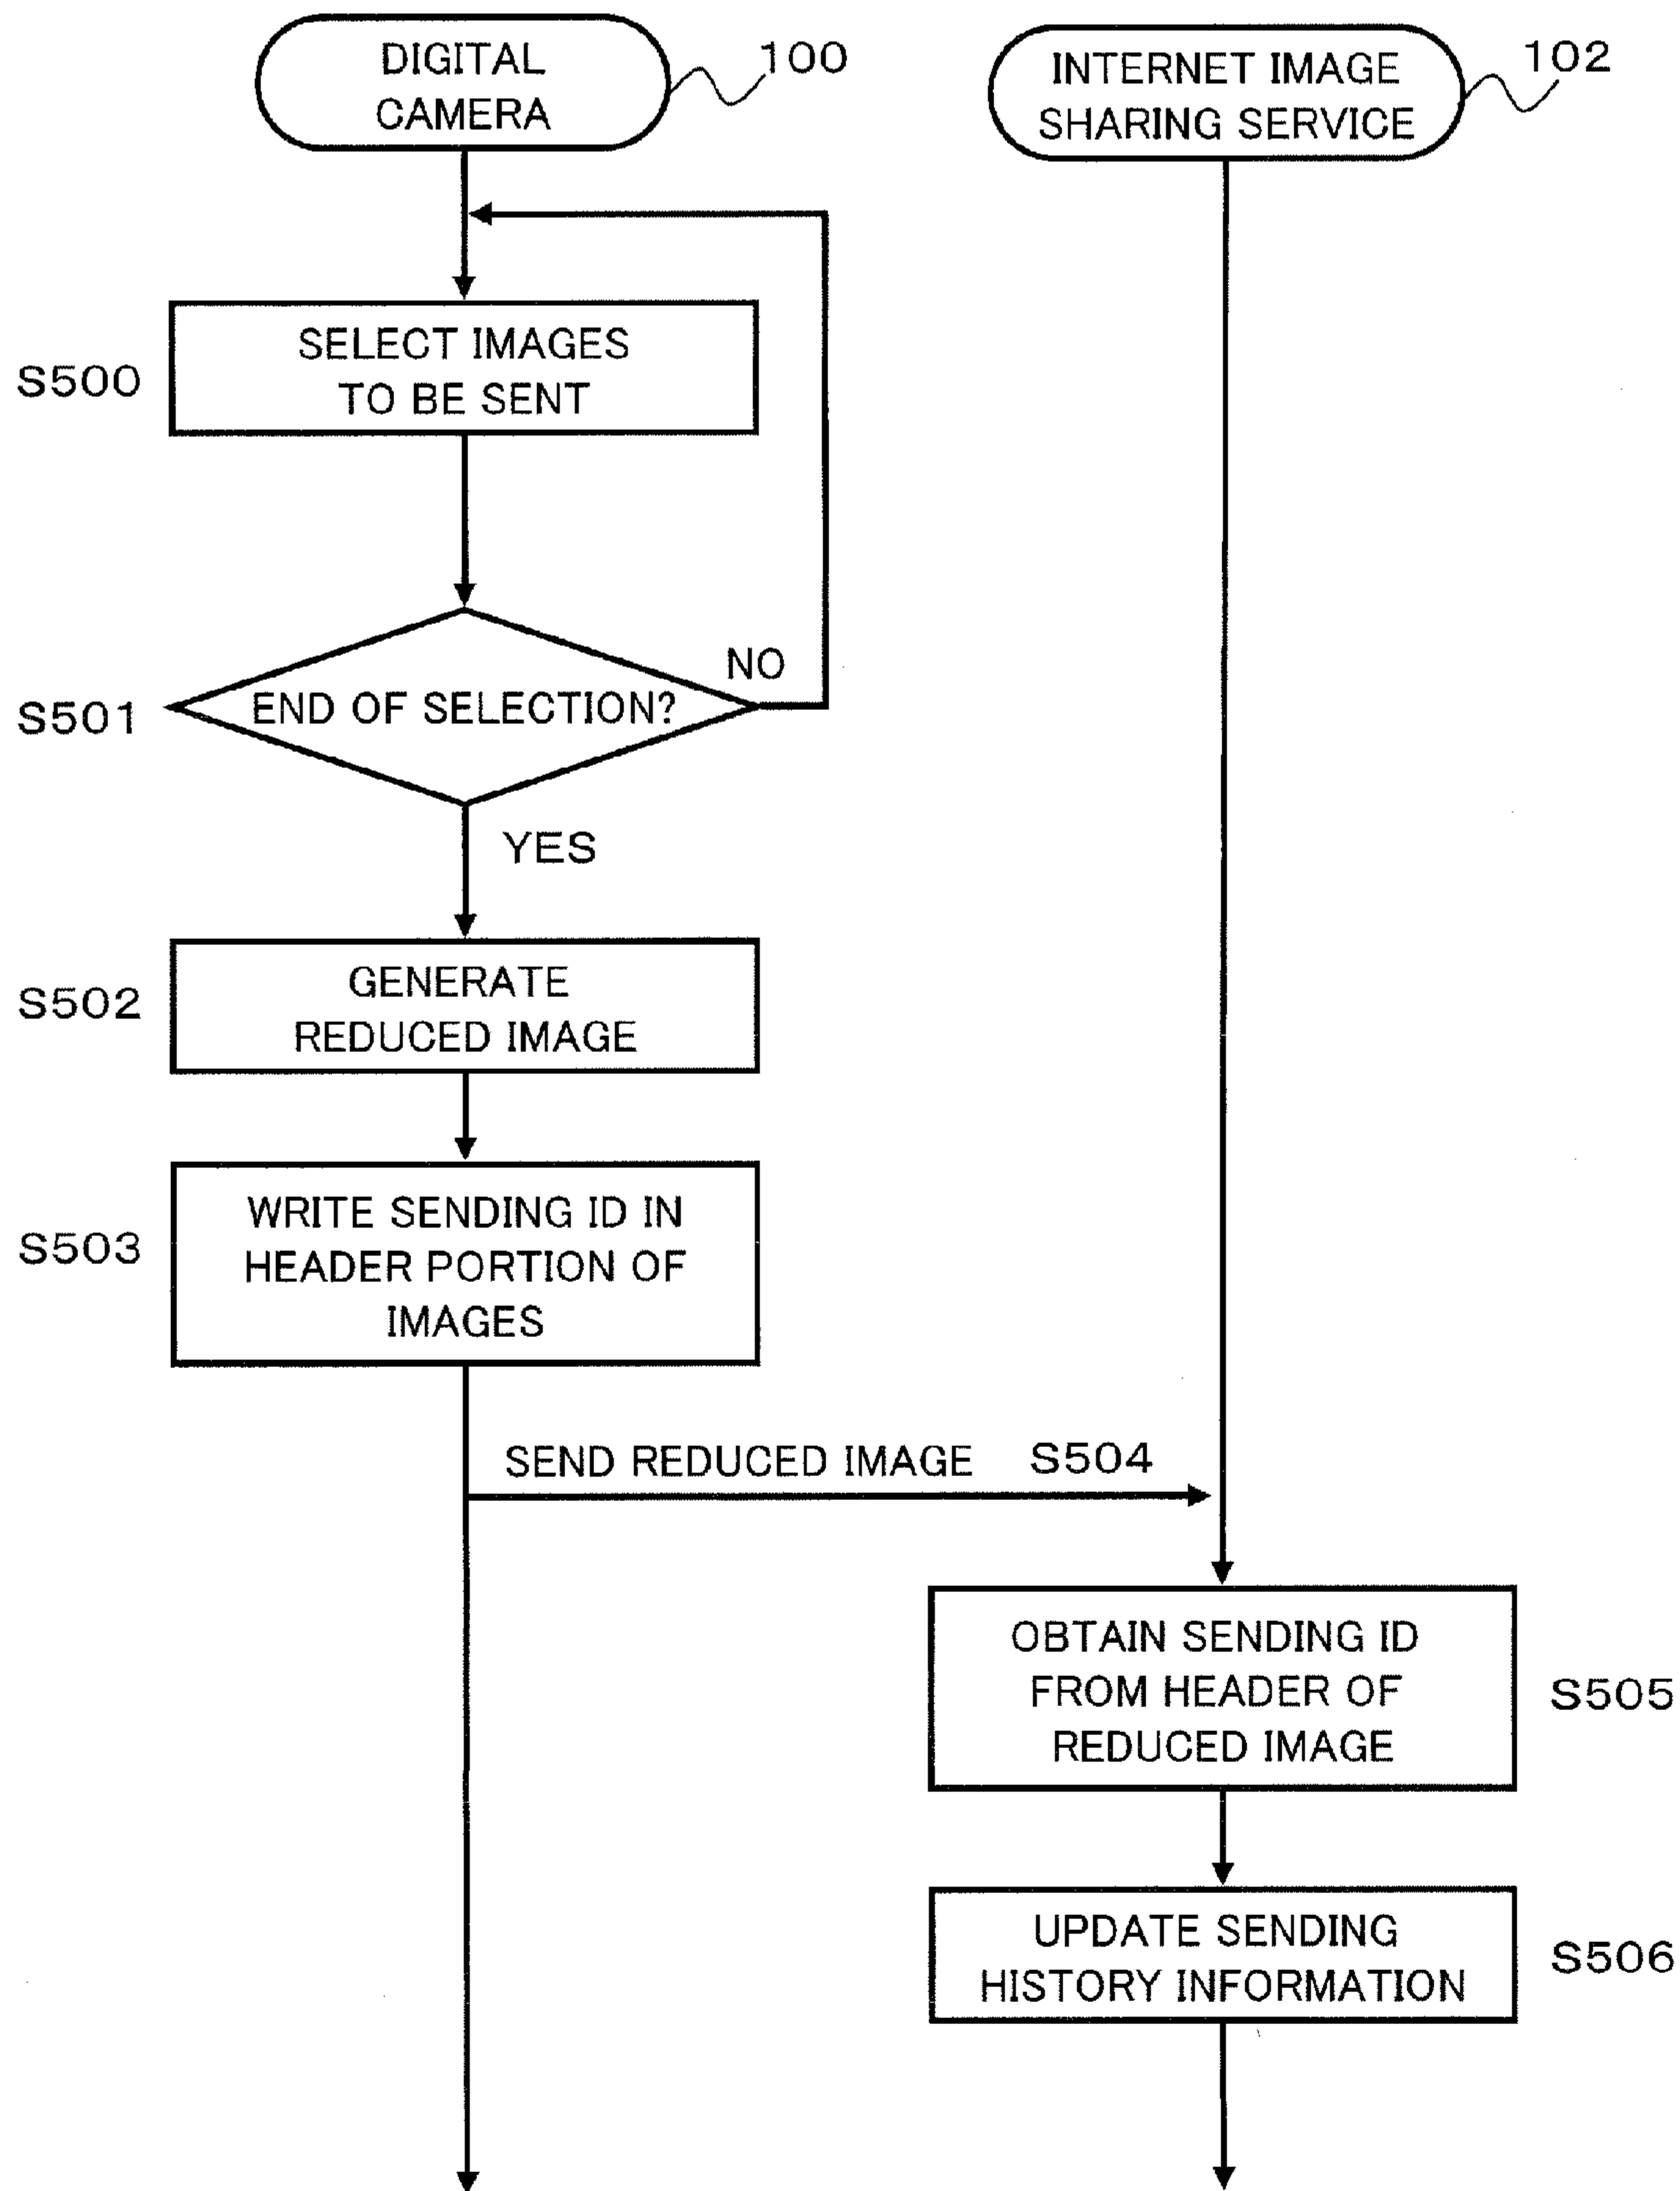 DIGITAL
CAMERA
100
INTERNET IMAGE
SHARING SERVICE
102
S500
SELECT IMAGES
TO BE SENT
S501
END OF SELECTION?
NO
YES
S502
GENERATE
REDUCED IMAGE
S503
WRITE SENDING ID IN
HEADER PORTION OF
IMAGES
SEND REDUCED IMAGE S504
OBTAIN SENDING ID
FROM HEADER OF
REDUCED IMAGE
S505
UPDATE SENDING
HISTORY INFORMATION
S506